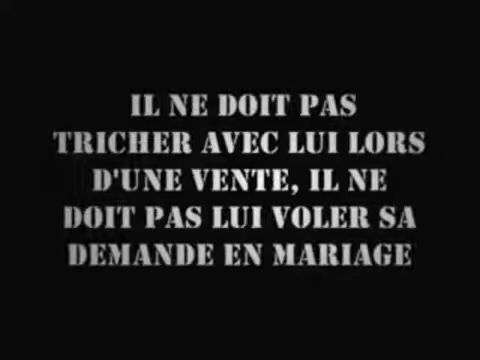 IL NE DOIT PAS
TRICHER AVEC LUI LORS
D'UNE VENTE, IL NE
DOIT PAS LUI VOLER SA
DEMANDE EN MARIAGE